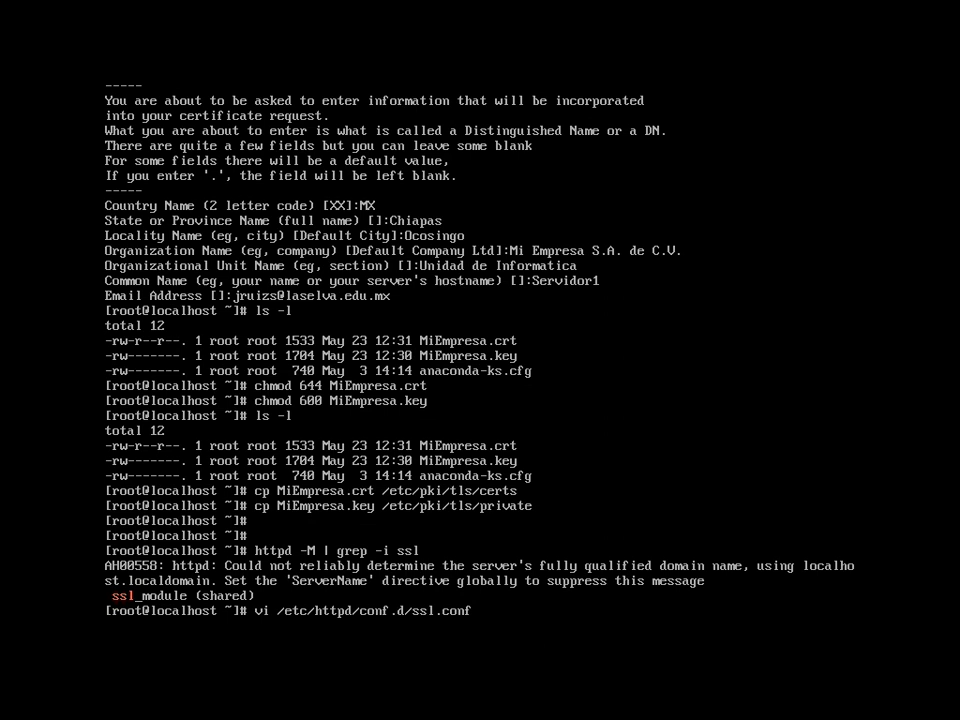 -----
You are about to be asked to enter information that will be incorporated
into your certificate request.
What you are about to enter is what is called a Distinguished Name or a DN.
There are quite a few fields but you can leave some blank
For some fields there will be a default value,
If you enter '.', the field will be left blank.
-----
Country Name (2 letter code) [XX]:MX
State or Province Name (full name) []:Chiapas
Locality Name (eg, city) [Default City]:Ocosingo
Organization Name (eg, company) [Default Company Ltd]:Mi Empresa S.A. de C.V.
Organizational Unit Name (eg, section) []:Unidad de Informatica
Common Name (eg, your name or your server's hostname) []:Servidor1
Email Address []:jruizs@laselva.edu.mx
[root@localhost ~]# ls -l
total 12
-rw-r--r--. 1 root root 1533 May 23 12:31 MiEmpresa.crt
-rw-------. 1 root root 1704 May 23 12:30 MiEmpresa.key
-rw-------. 1 root root  740 May  3 14:14 anaconda-ks.cfg
[root@localhost ~]# chmod 644 MiEmpresa.crt
[root@localhost ~]# chmod 600 MiEmpresa.key
[root@localhost ~]# ls -l
total 12
-rw-r--r--. 1 root root 1533 May 23 12:31 MiEmpresa.crt
-rw-------. 1 root root 1704 May 23 12:30 MiEmpresa.key
-rw-------. 1 root root  740 May  3 14:14 anaconda-ks.cfg
[root@localhost ~]# cp MiEmpresa.crt /etc/pki/tls/certs
[root@localhost ~]# cp MiEmpresa.key /etc/pki/tls/private
[root@localhost ~]#
[root@localhost ~]#
[root@localhost ~]# httpd -M | grep -i ssl
AH00558: httpd: Could not reliably determine the server's fully qualified domain name, using localho
st.localdomain. Set the 'ServerName' directive globally to suppress this message
 ssl_module (shared)
[root@localhost ~]# vi /etc/httpd/conf.d/ssl.conf